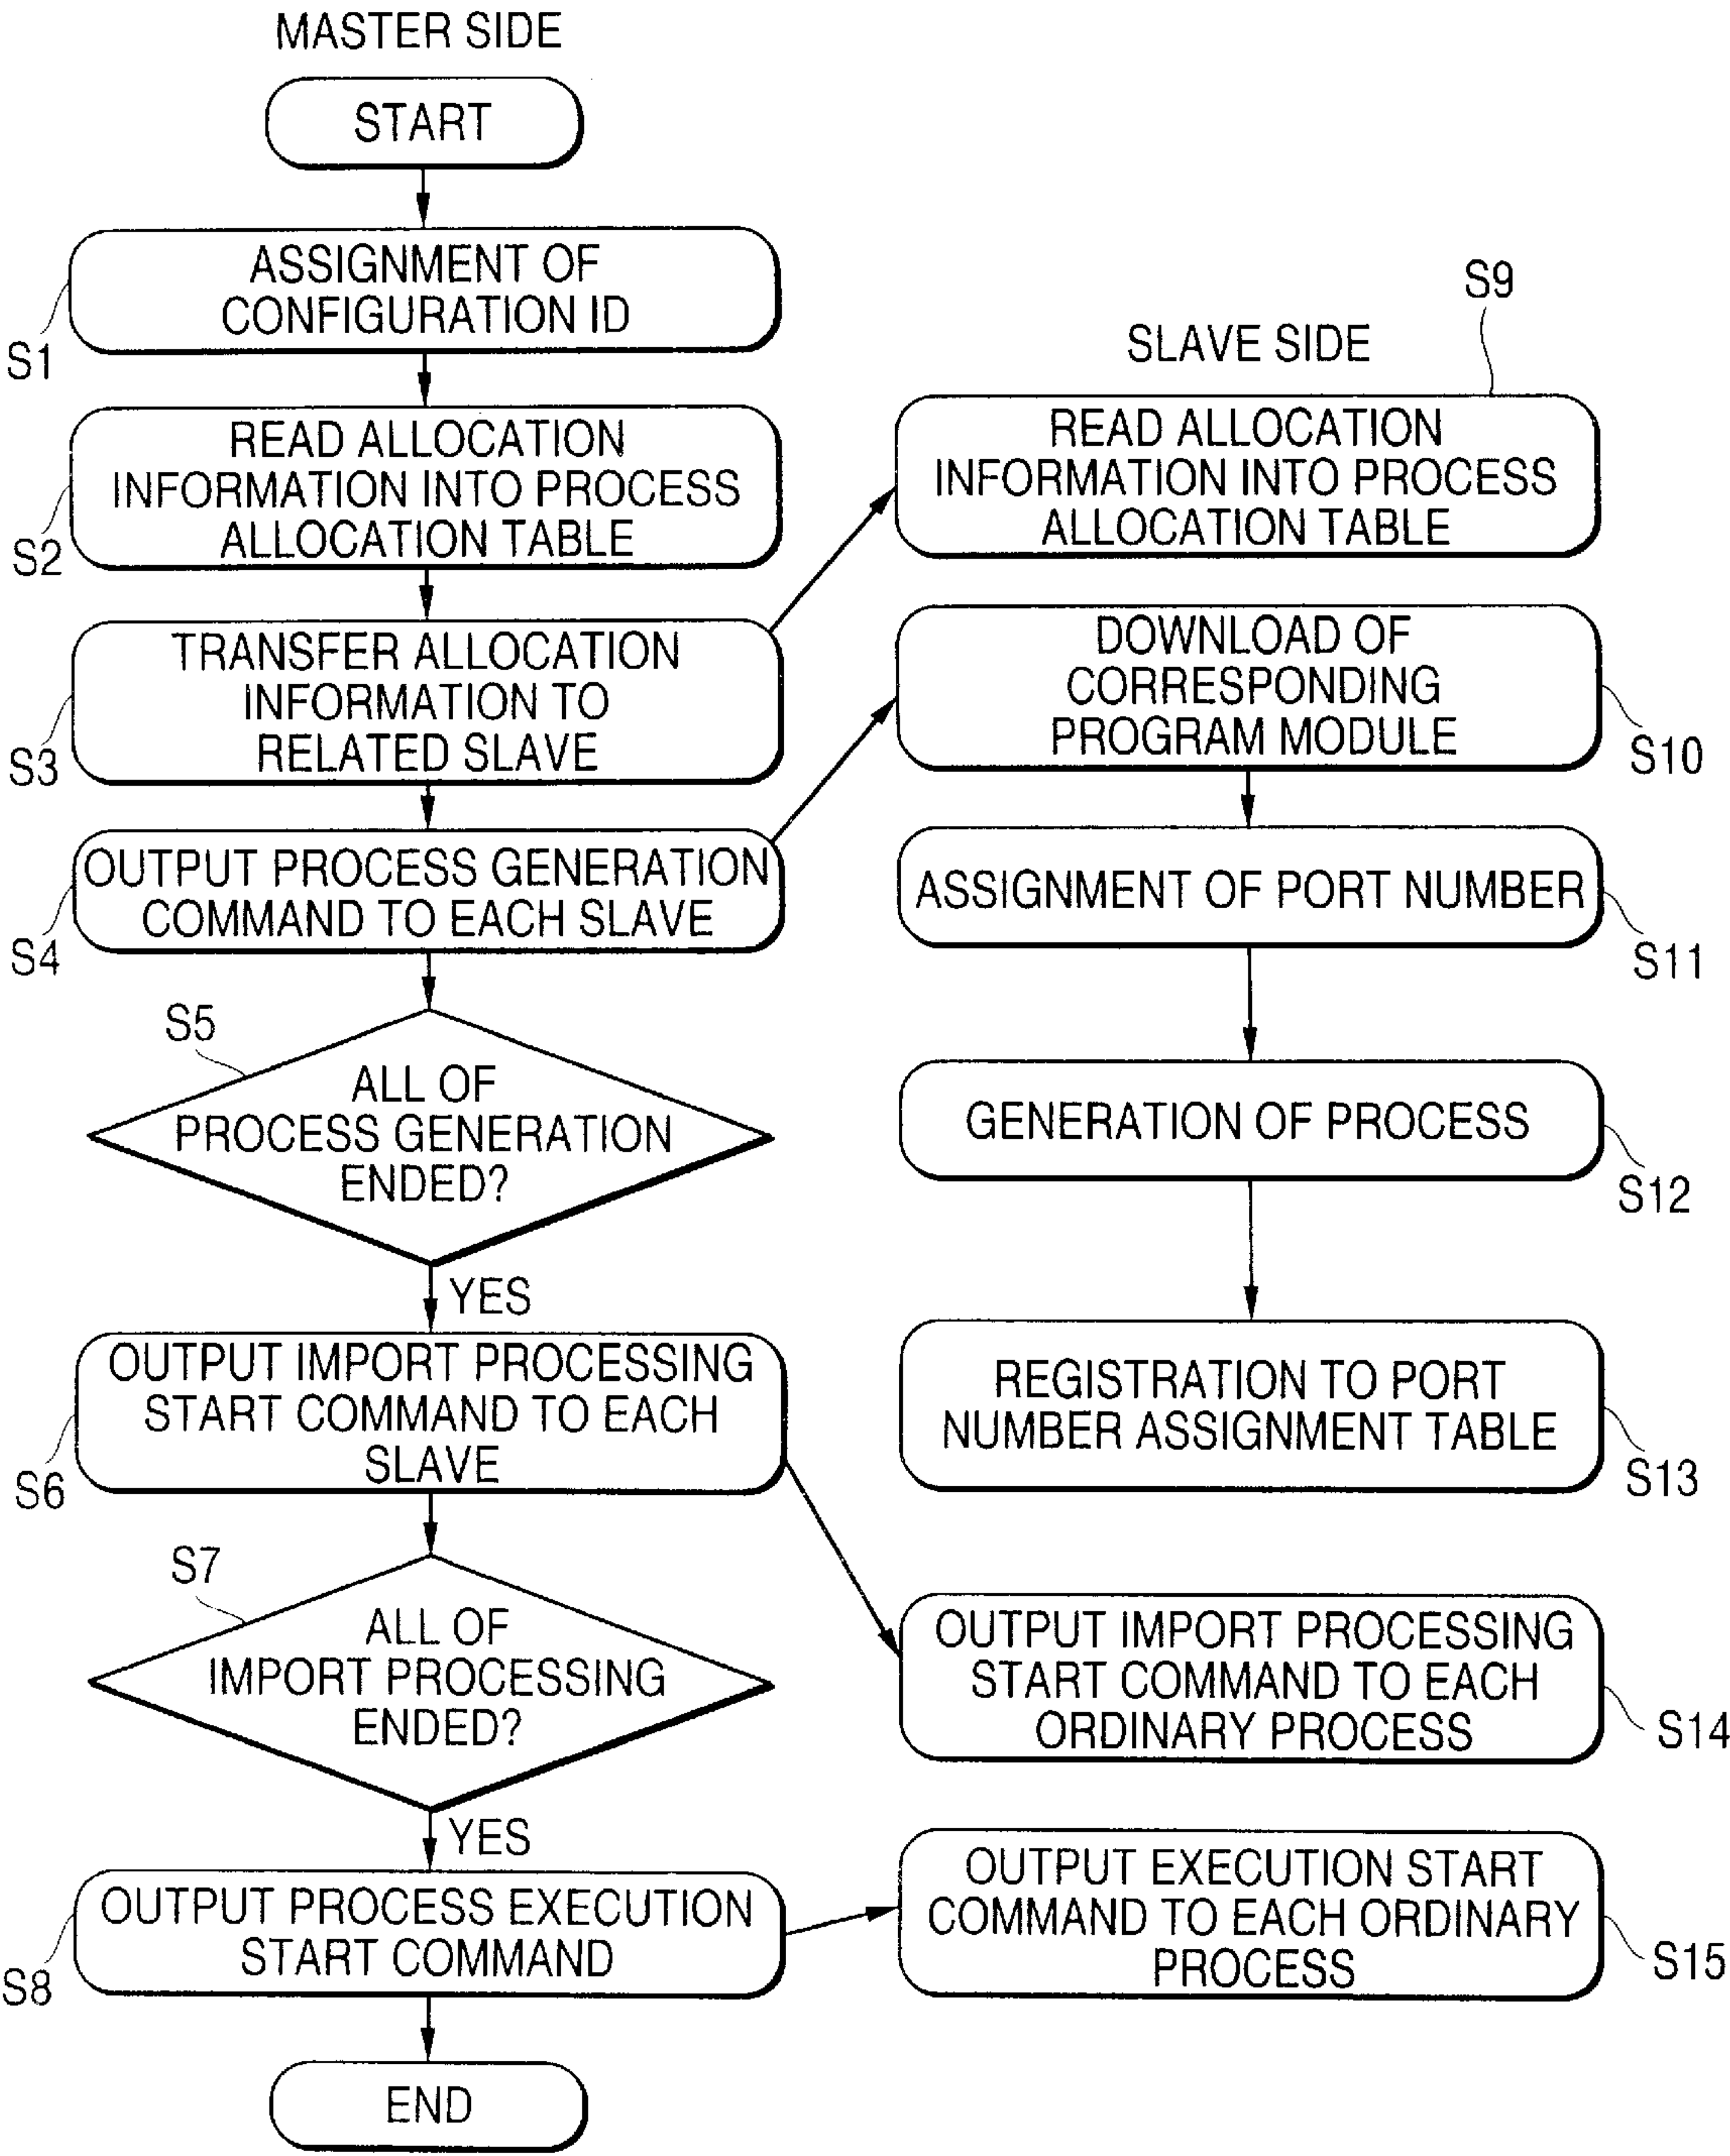 MASTER SIDE
START
ASSIGNMENT OF
CONFIGURATION ID
S1
READ ALLOCATION
INFORMATION INTO PROCESS
ALLOCATION TABLE
S2
TRANSFER ALLOCATION
INFORMATION TO
RELATED SLAVE
S3
OUTPUT PROCESS GENERATION
COMMAND TO EACH SLAVE
S4
S5
ALL OF
PROCESS GENERATION
ENDED?
YES
OUTPUT IMPORT PROCESSING
START COMMAND TO EACH
SLAVE
S6
S7
ALL OF
IMPORT PROCESSING
ENDED?
YES
OUTPUT PROCESS EXECUTION
START COMMAND
S8
END
S9
SLAVE SIDE
READ ALLOCATION
INFORMATION INTO PROCESS
ALLOCATION TABLE
DOWNLOAD OF
CORRESPONDING
PROGRAM MODULE
S10
ASSIGNMENT OF PORT NUMBER
S11
GENERATION OF PROCESS
S12
REGISTRATION TO PORT
NUMBER ASSIGNMENT TABLE
S13
OUTPUT IMPORT PROCESSING
START COMMAND TO EACH
ORDINARY PROCESS
S14
OUTPUT EXECUTION START
COMMAND TO EACH ORDINARY
PROCESS
S15